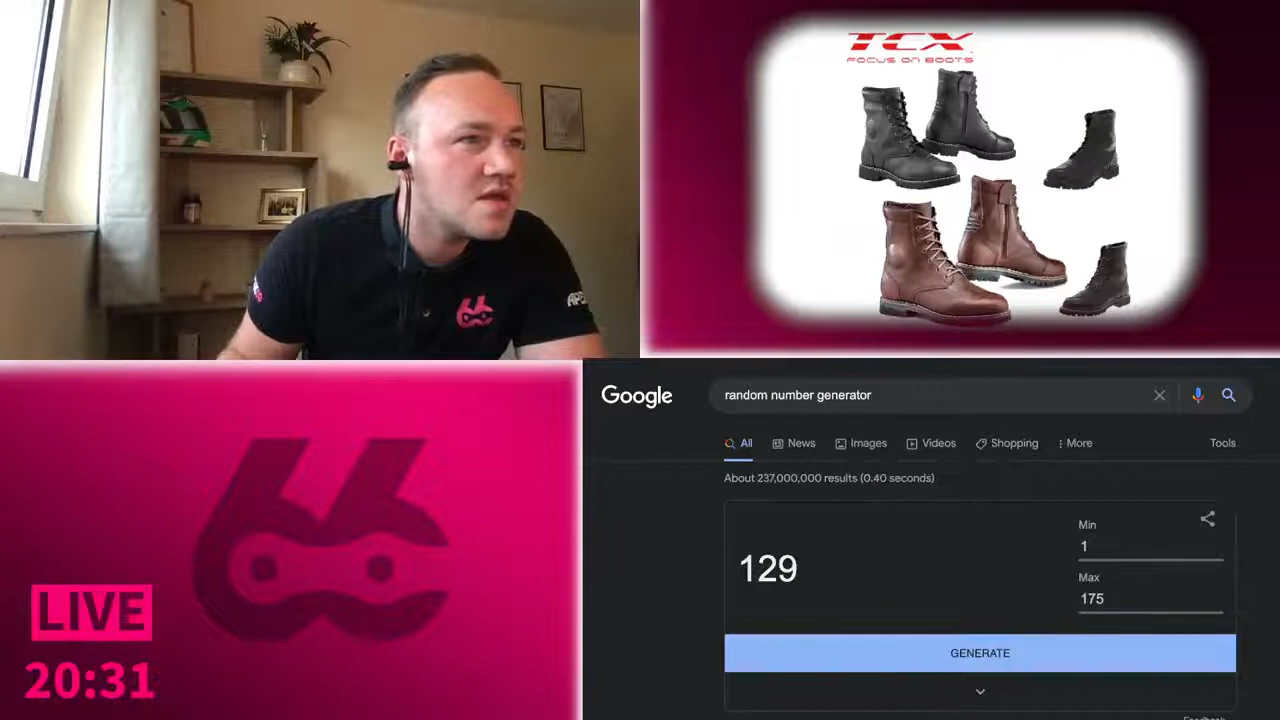 TCX
FOCUS ON BOOTS
66
LIVE
20:31
Google
random number generator
All
News
Images
Videos
Shopping
More
Tools
About 237,000,000 results (0.40 seconds)
129
Min
1
Max
175
GENERATE